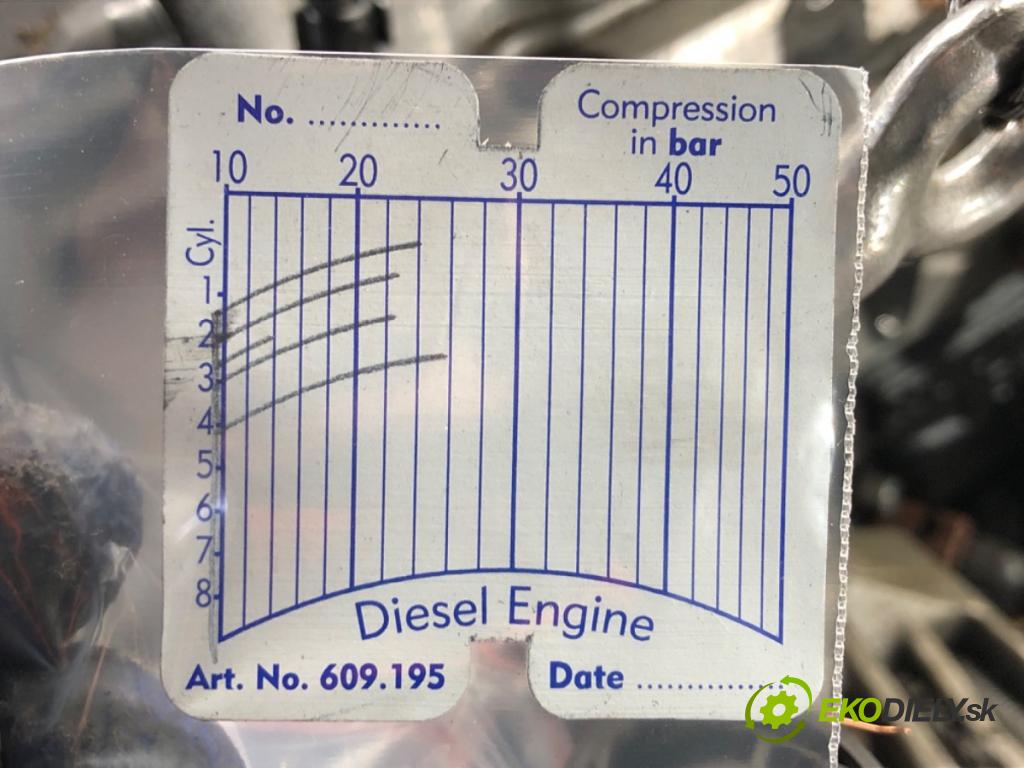 No. .............
Compression
in bar
10 20 30 40 50
Cyl.
1
2
3
4
5
6
7
8
Diesel Engine
Art. No. 609.195
Date ................
EKODIELY.sk